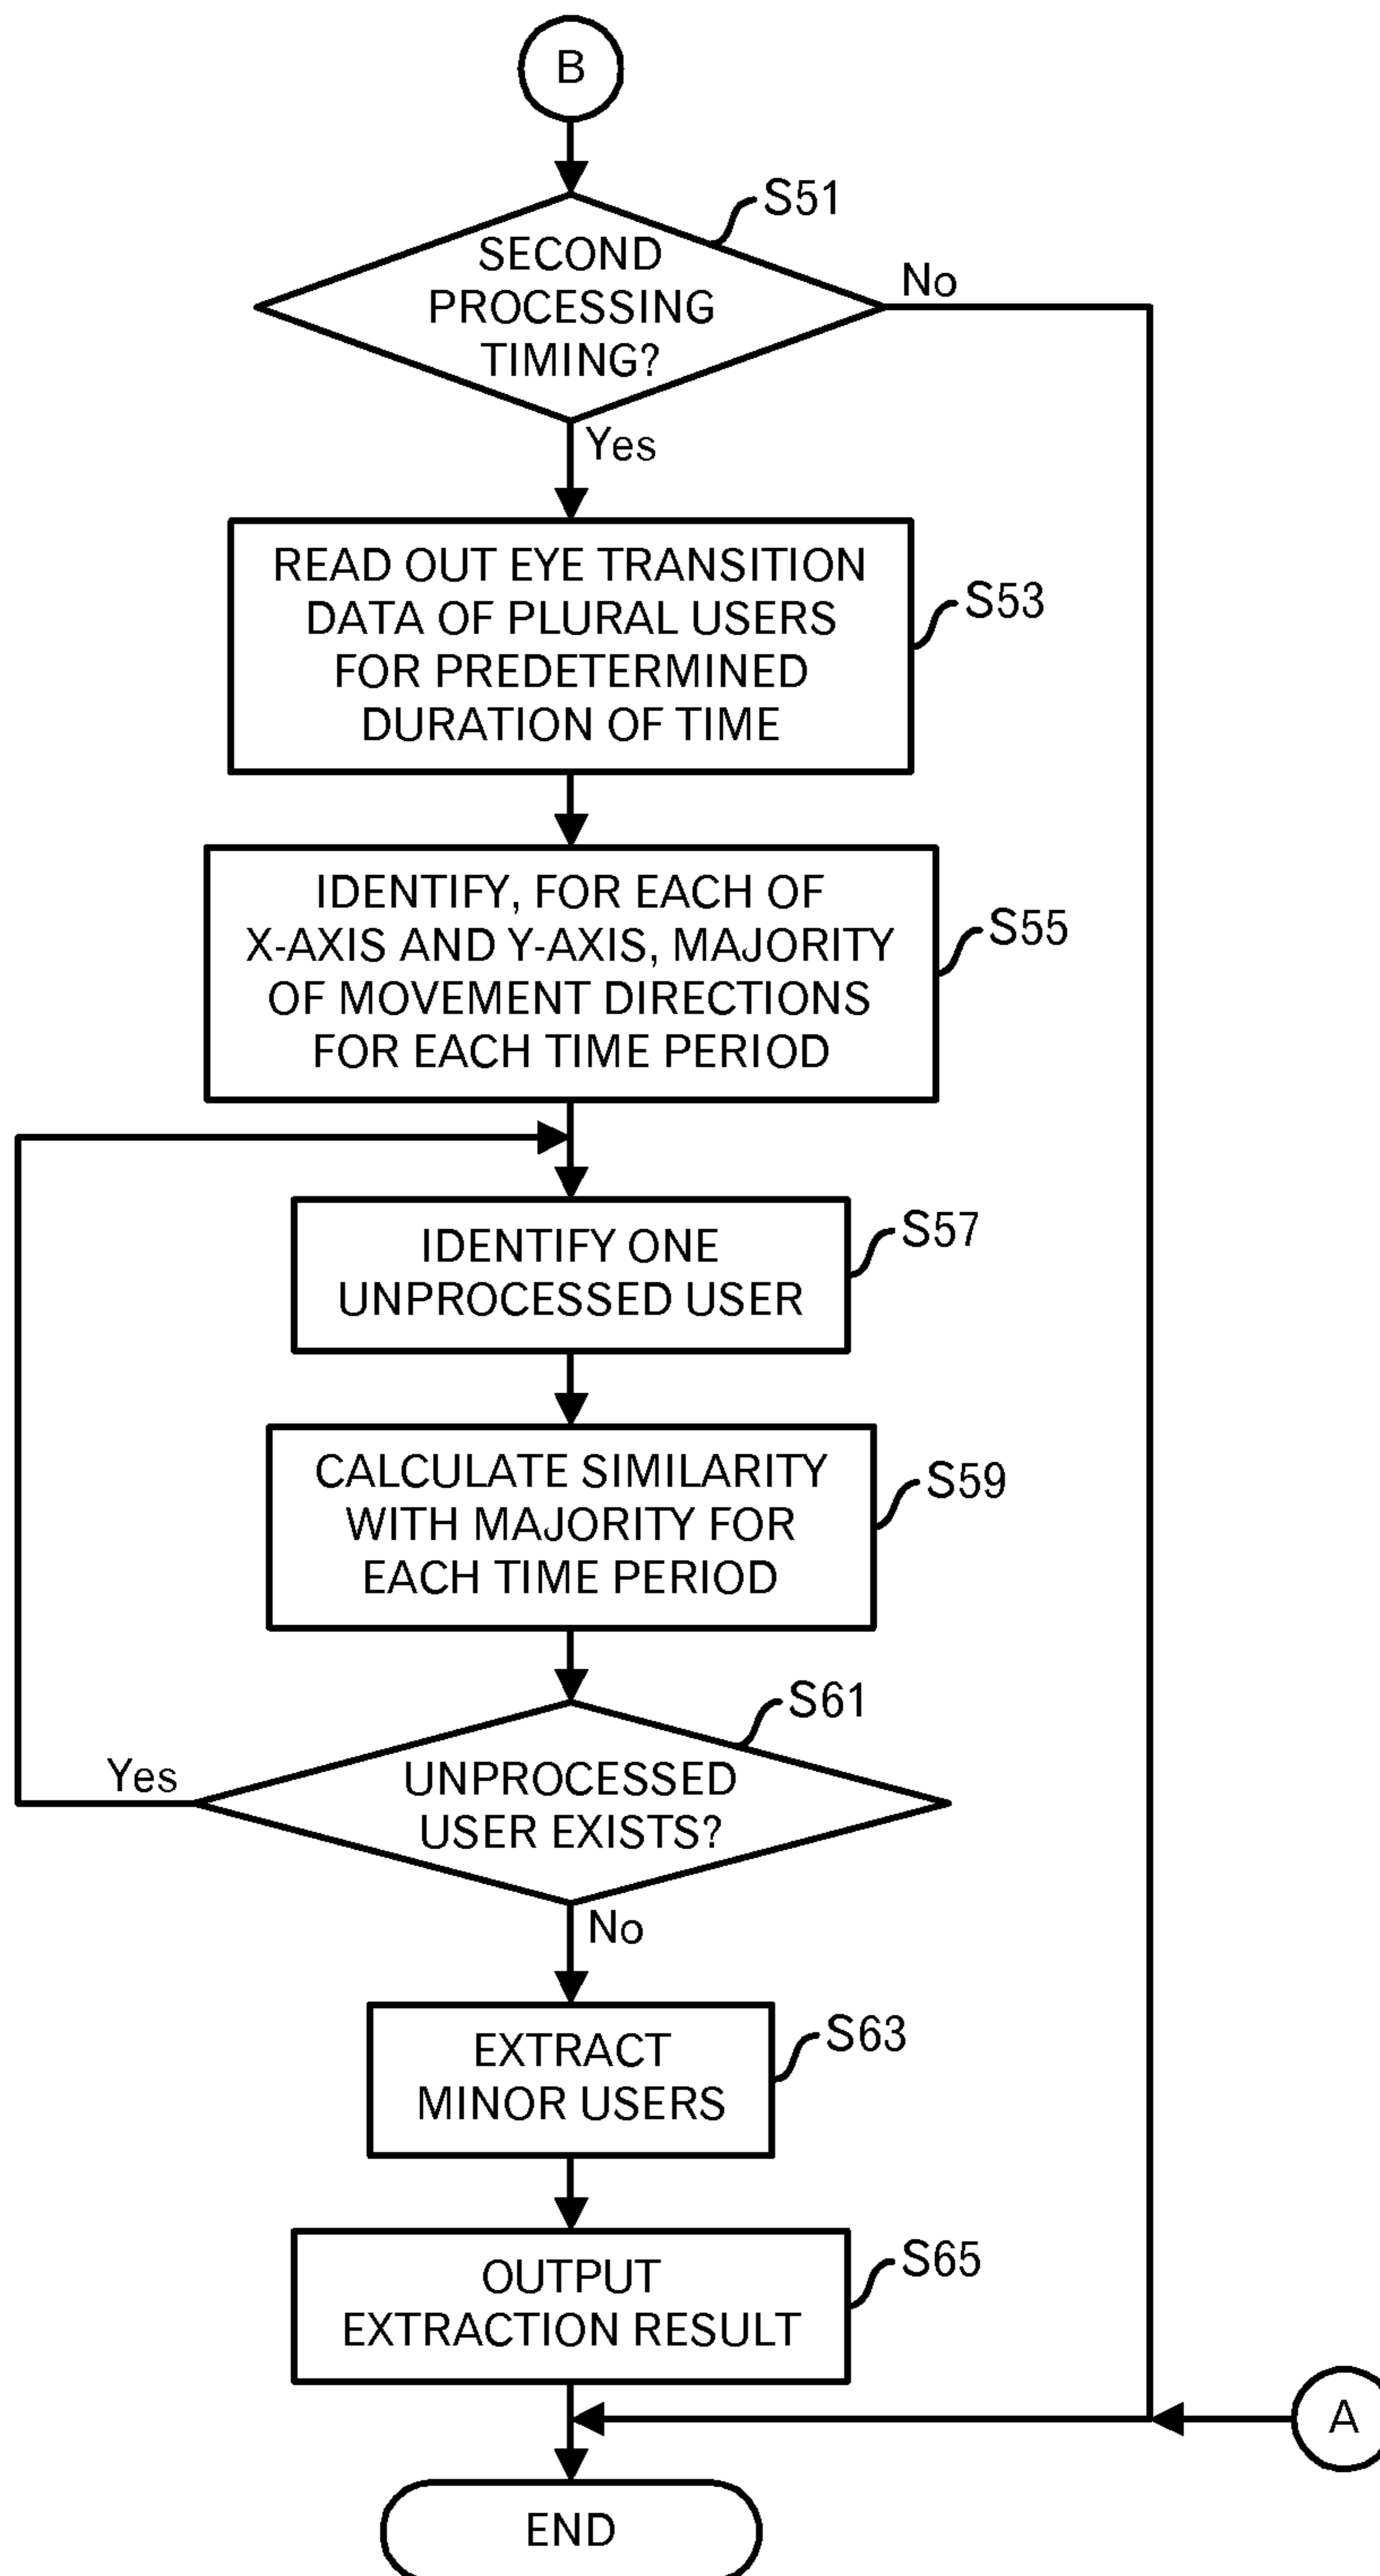 B
S51
SECOND
PROCESSING
TIMING?
No
Yes
READ OUT EYE TRANSITION
DATA OF PLURAL USERS
FOR PREDETERMINED
DURATION OF TIME
S53
IDENTIFY, FOR EACH OF
X-AXIS AND Y-AXIS, MAJORITY
OF MOVEMENT DIRECTIONS
FOR EACH TIME PERIOD
S55
IDENTIFY ONE
UNPROCESSED USER
S57
CALCULATE SIMILARITY
WITH MAJORITY FOR
EACH TIME PERIOD
S59
S61
UNPROCESSED
USER EXISTS?
Yes
No
EXTRACT
MINOR USERS
S63
OUTPUT
EXTRACTION RESULT
S65
A
END